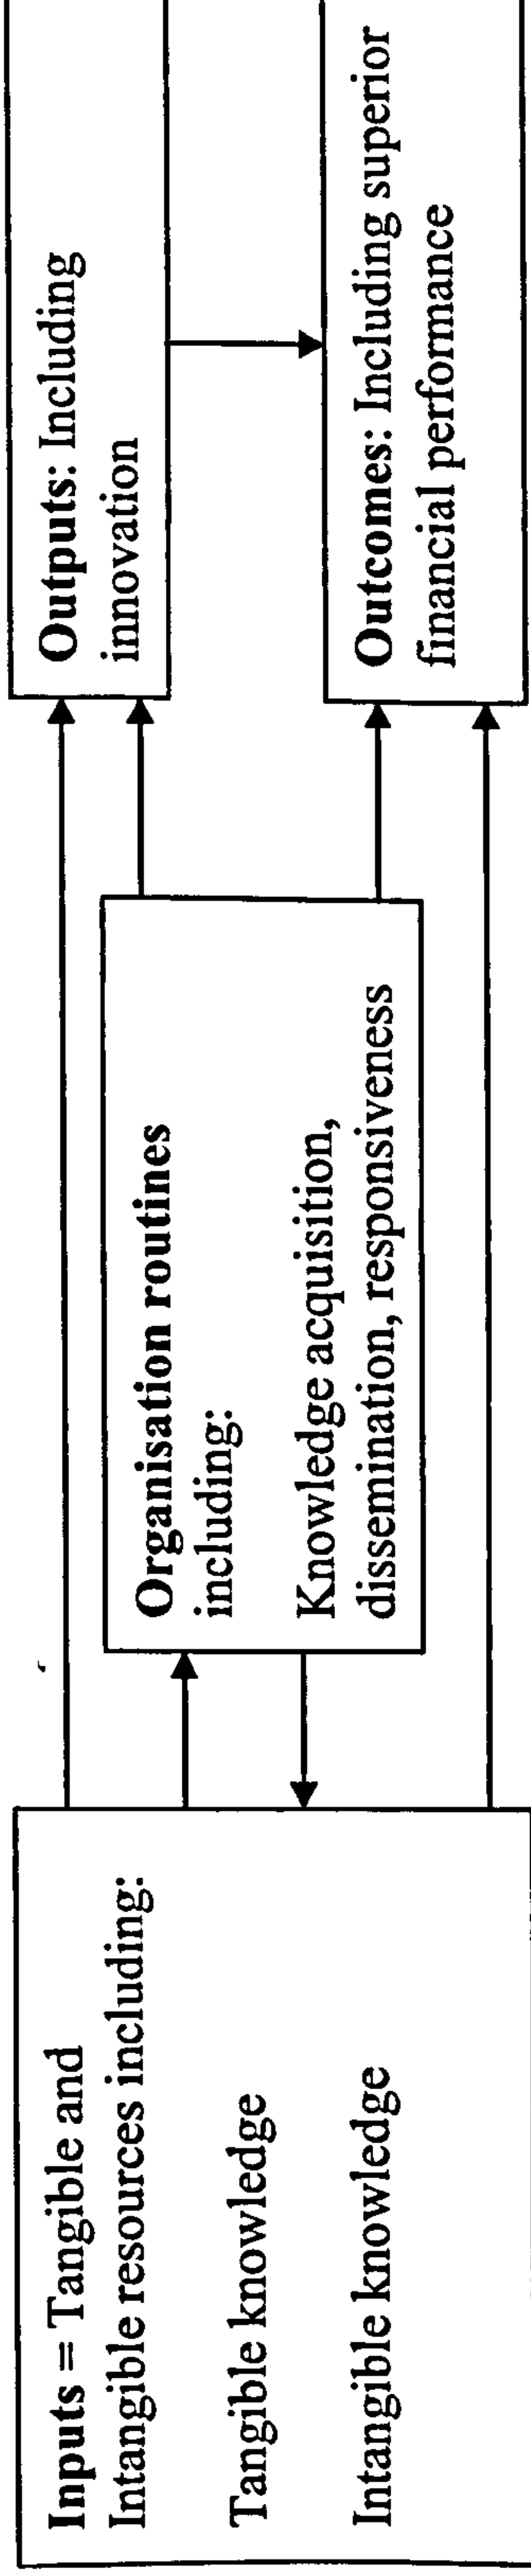 Inputs = Tangible and
Intangible resources including:
Tangible knowledge
Intangible knowledge
Organisation routines
including:
Knowledge acquisition,
dissemination, responsiveness
Outputs: Including
innovation
Outcomes: Including superior
financial performance